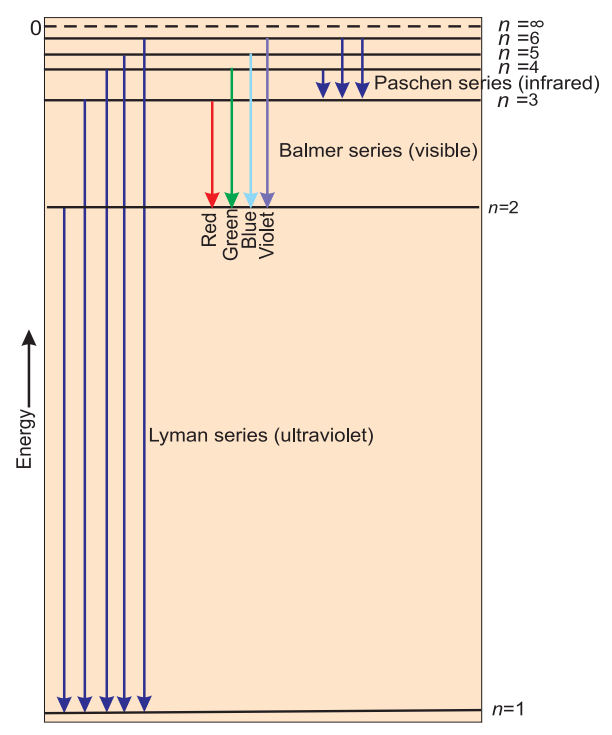 0
n =∞
n =6
n =5
n =4
Paschen series (infrared)
n =3
Balmer series (visible)
n=2
Red
Green
Blue
Violet
Energy
Lyman series (ultraviolet)
n=1